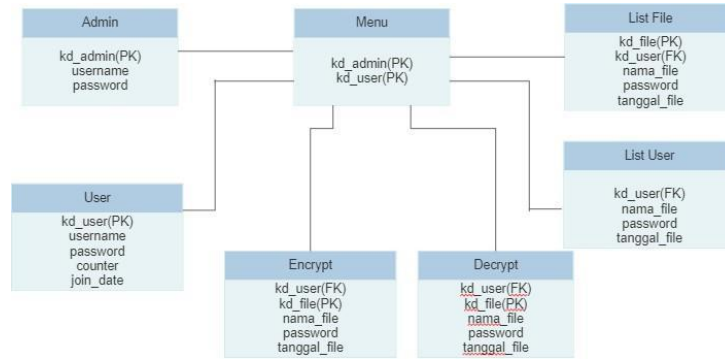 Admin
kd_admin(PK)
username
password
Menu
kd_admin(PK)
kd_user(PK)
List File
kd_file(PK)
kd_user(FK)
nama_file
password
tanggal_file
List User
kd_user(FK)
nama_file
password
tanggal_file
User
kd_user(PK)
username
password
counter
join_date
Encrypt
kd_user(FK)
kd_file(PK)
nama_file
password
tanggal_file
Decrypt
kd_user(FK)
kd_file(PK)
nama_file
password
tanggal_file